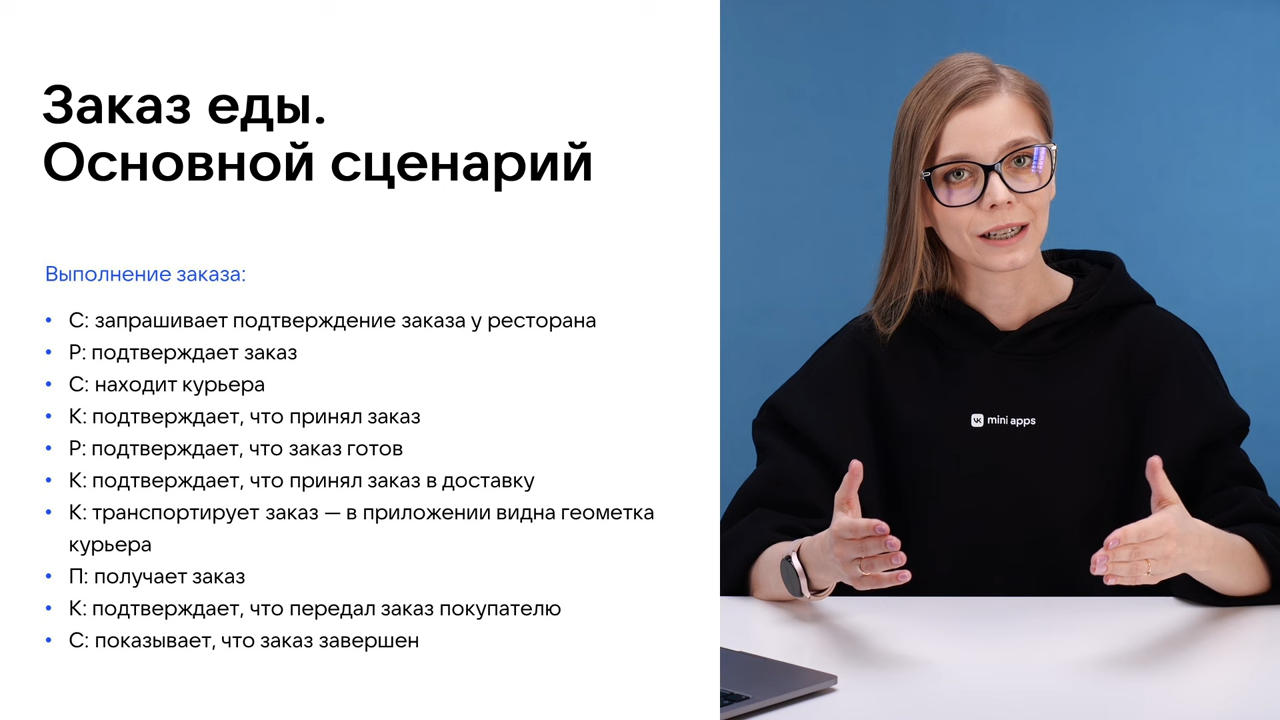 Заказ еды.
Основной сценарий
Выполнение заказа:
• С: запрашивает подтверждение заказа у ресторана
• Р: подтверждает заказ
• С: находит курьера
• К: подтверждает, что принял заказ
• Р: подтверждает, что заказ готов
• К: подтверждает, что принял заказ в доставку
• К: транспортирует заказ — в приложении видна геометка
курьера
• П: получает заказ
• К: подтверждает, что передал заказ покупателю
• С: показывает, что заказ завершен
mini apps